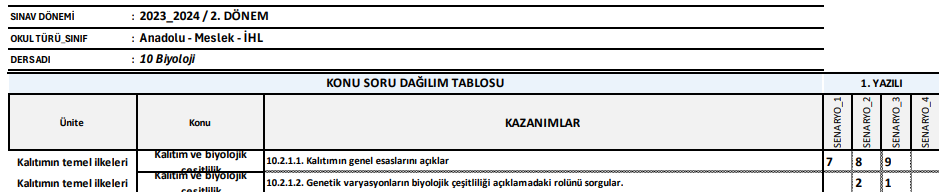 SINAV DÖNEMİ : 2023_2024 / 2. DÖNEM
OKUL TÜRÜ_SINIF : Anadolu - Meslek - İHL
DERS ADI : 10 Biyoloji
KONU SORU DAĞILIM TABLOSU 1. YAZILI
Ünite Konu KAZANIMLAR SENARYO_1 SENARYO_2 SENARYO_3 SENARYO_4
Kalıtımın temel ilkeleri Kalıtım ve biyolojik çeşitlilik 10.2.1.1. Kalıtımın genel esaslarını açıklar 7 8 9
Kalıtımın temel ilkeleri Kalıtım ve biyolojik çeşitlilik 10.2.1.2. Genetik varyasyonların biyolojik çeşitliliği açıklamadaki rolünü sorgular. 2 1